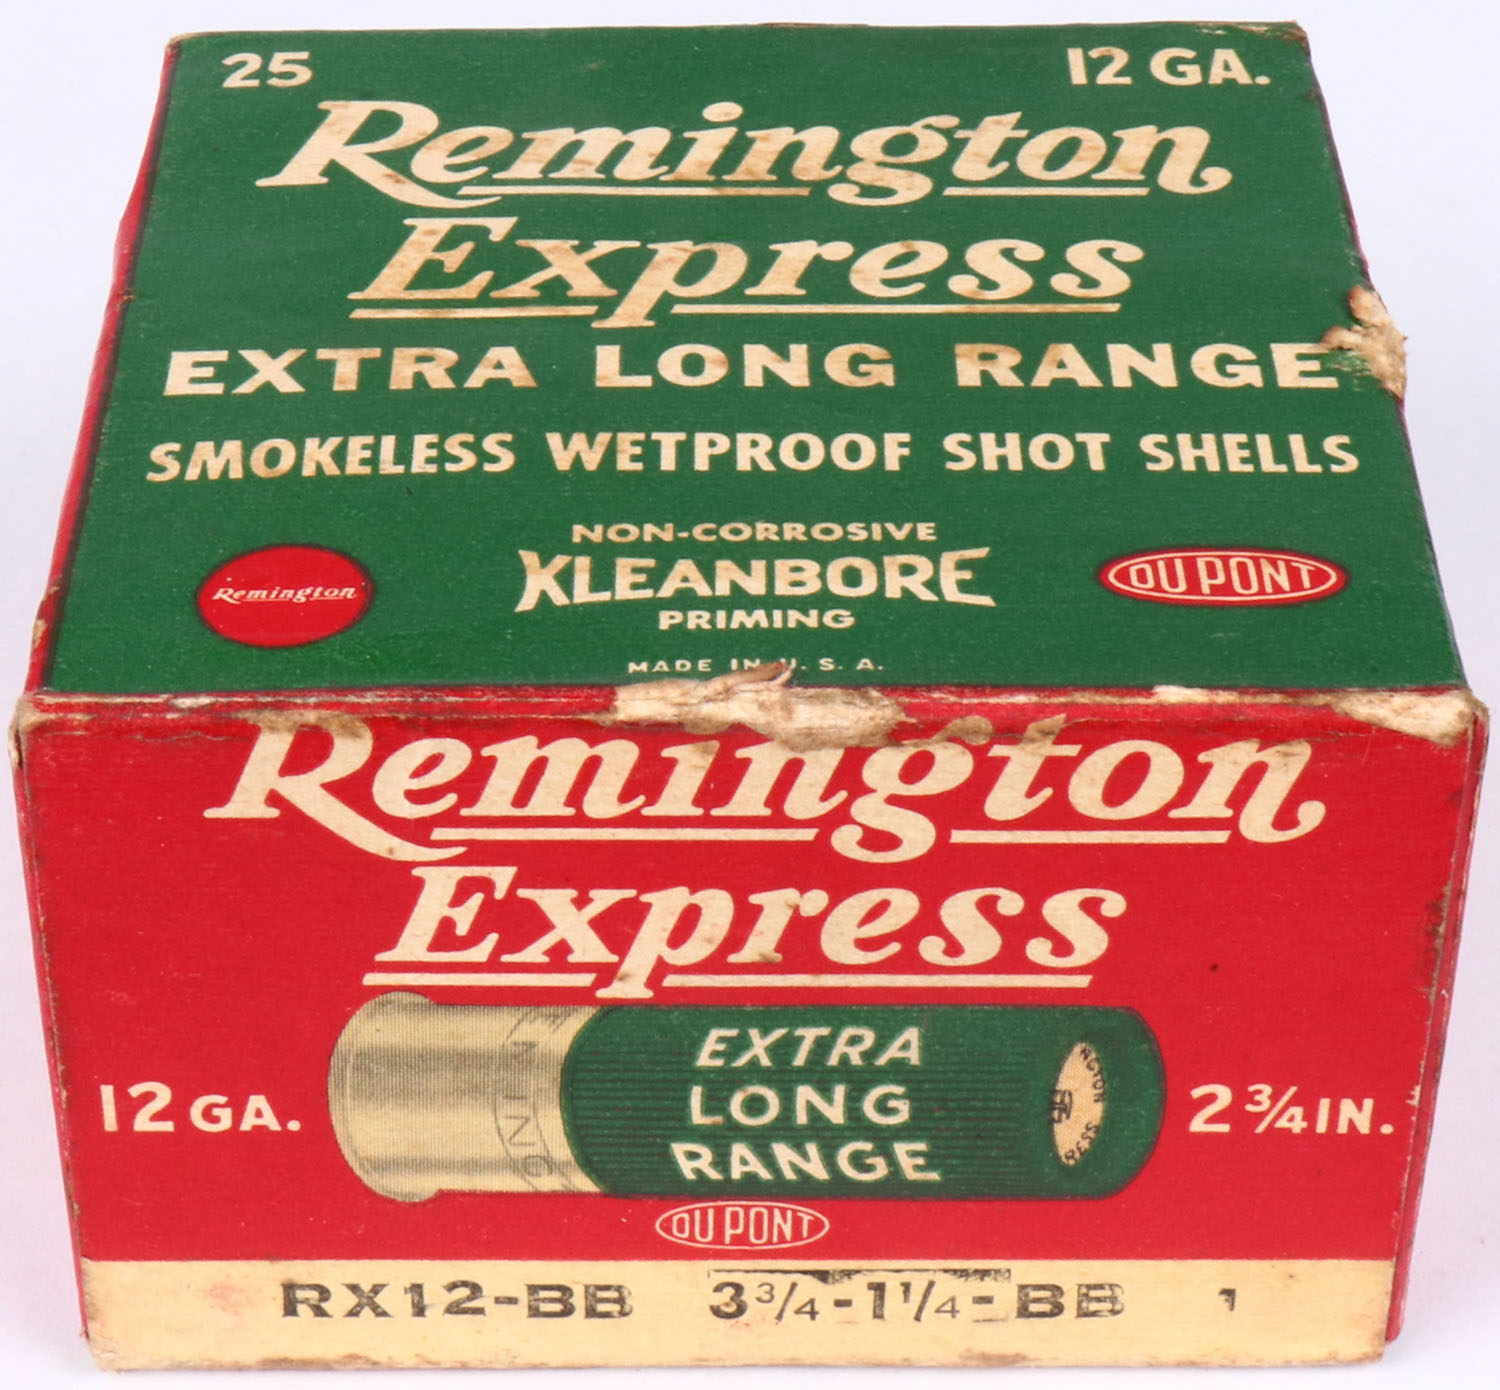 25 12 GA.
Remington
Express
EXTRA LONG RANGE
SMOKELESS WETPROOF SHOT SHELLS
NON-CORROSIVE
KLEANBORE
PRIMING
Remington
DU PONT
MADE IN U. S. A.
Remington
Express
EXTRA
LONG
RANGE
12 GA.
2 3/4 IN.
DU PONT
RX12-BB 3 3/4 - 1 1/4 - BB 1